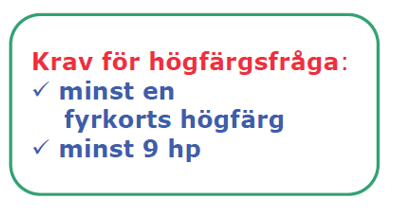 Krav för högfärgsfråga:
✓ minst en
fyrkorts högfärg
✓ minst 9 hp